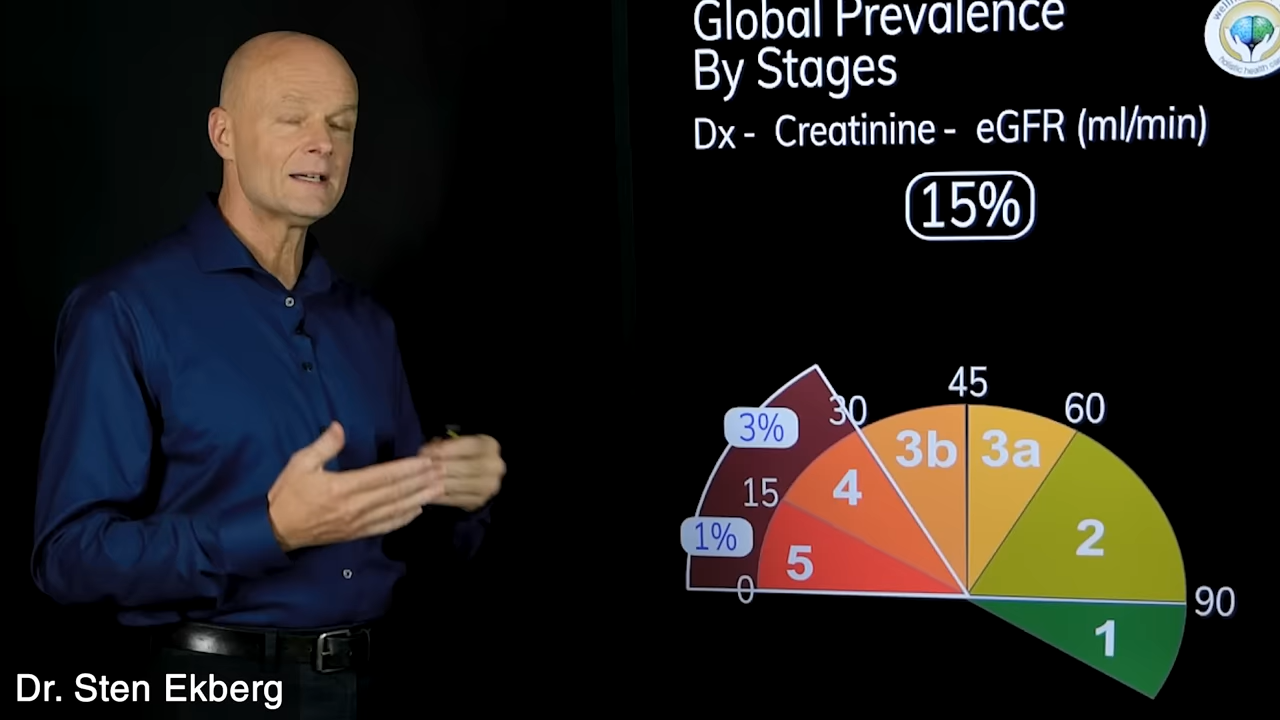 Global Prevalence
By Stages
Dx - Creatinine - eGFR (ml/min)
15%
45
30
60
3%
3b
3a
4
15
2
1%
5
0
90
1
Dr. Sten Ekberg